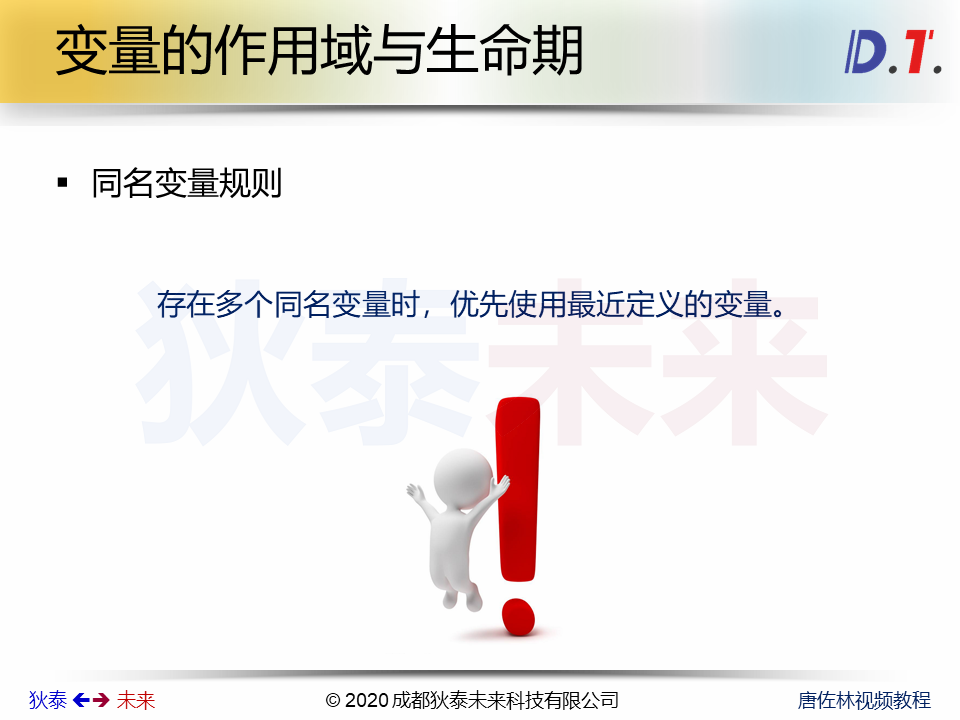 变量的作用域与生命期
D.T.
▪ 同名变量规则
存在多个同名变量时，优先使用最近定义的变量。
狄泰未来
狄泰 未来
© 2020 成都狄泰未来科技有限公司
唐佐林视频教程